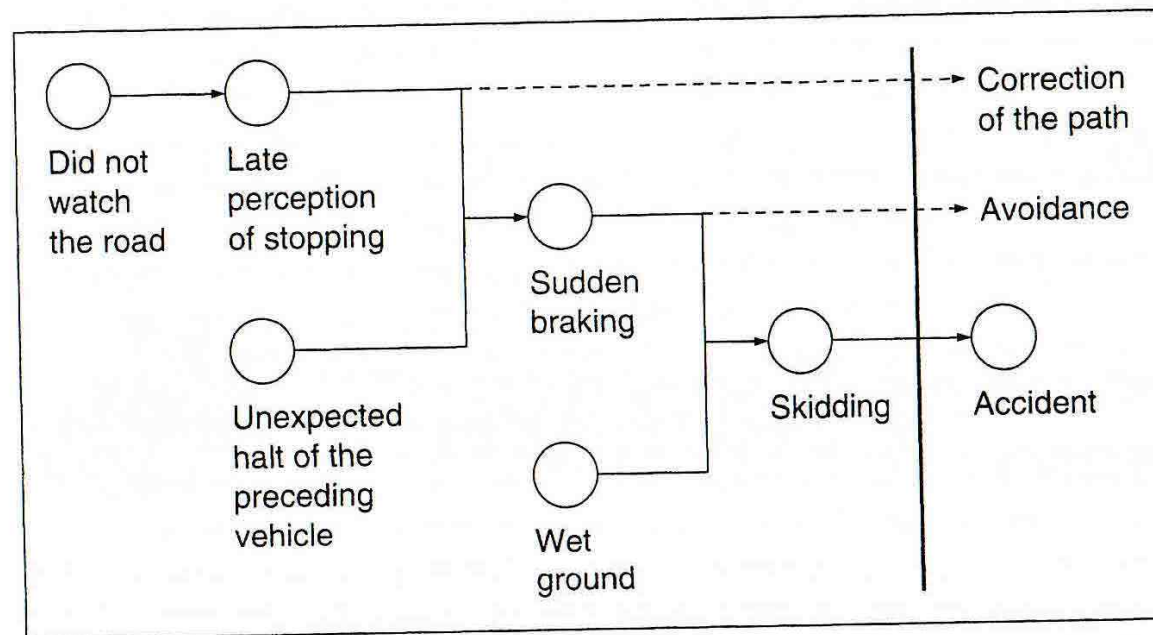 Did not
watch
the road
Late
perception
of stopping
Correction
of the path
Sudden
braking
Avoidance
Unexpected
halt of the
preceding
vehicle
Wet
ground
Skidding
Accident